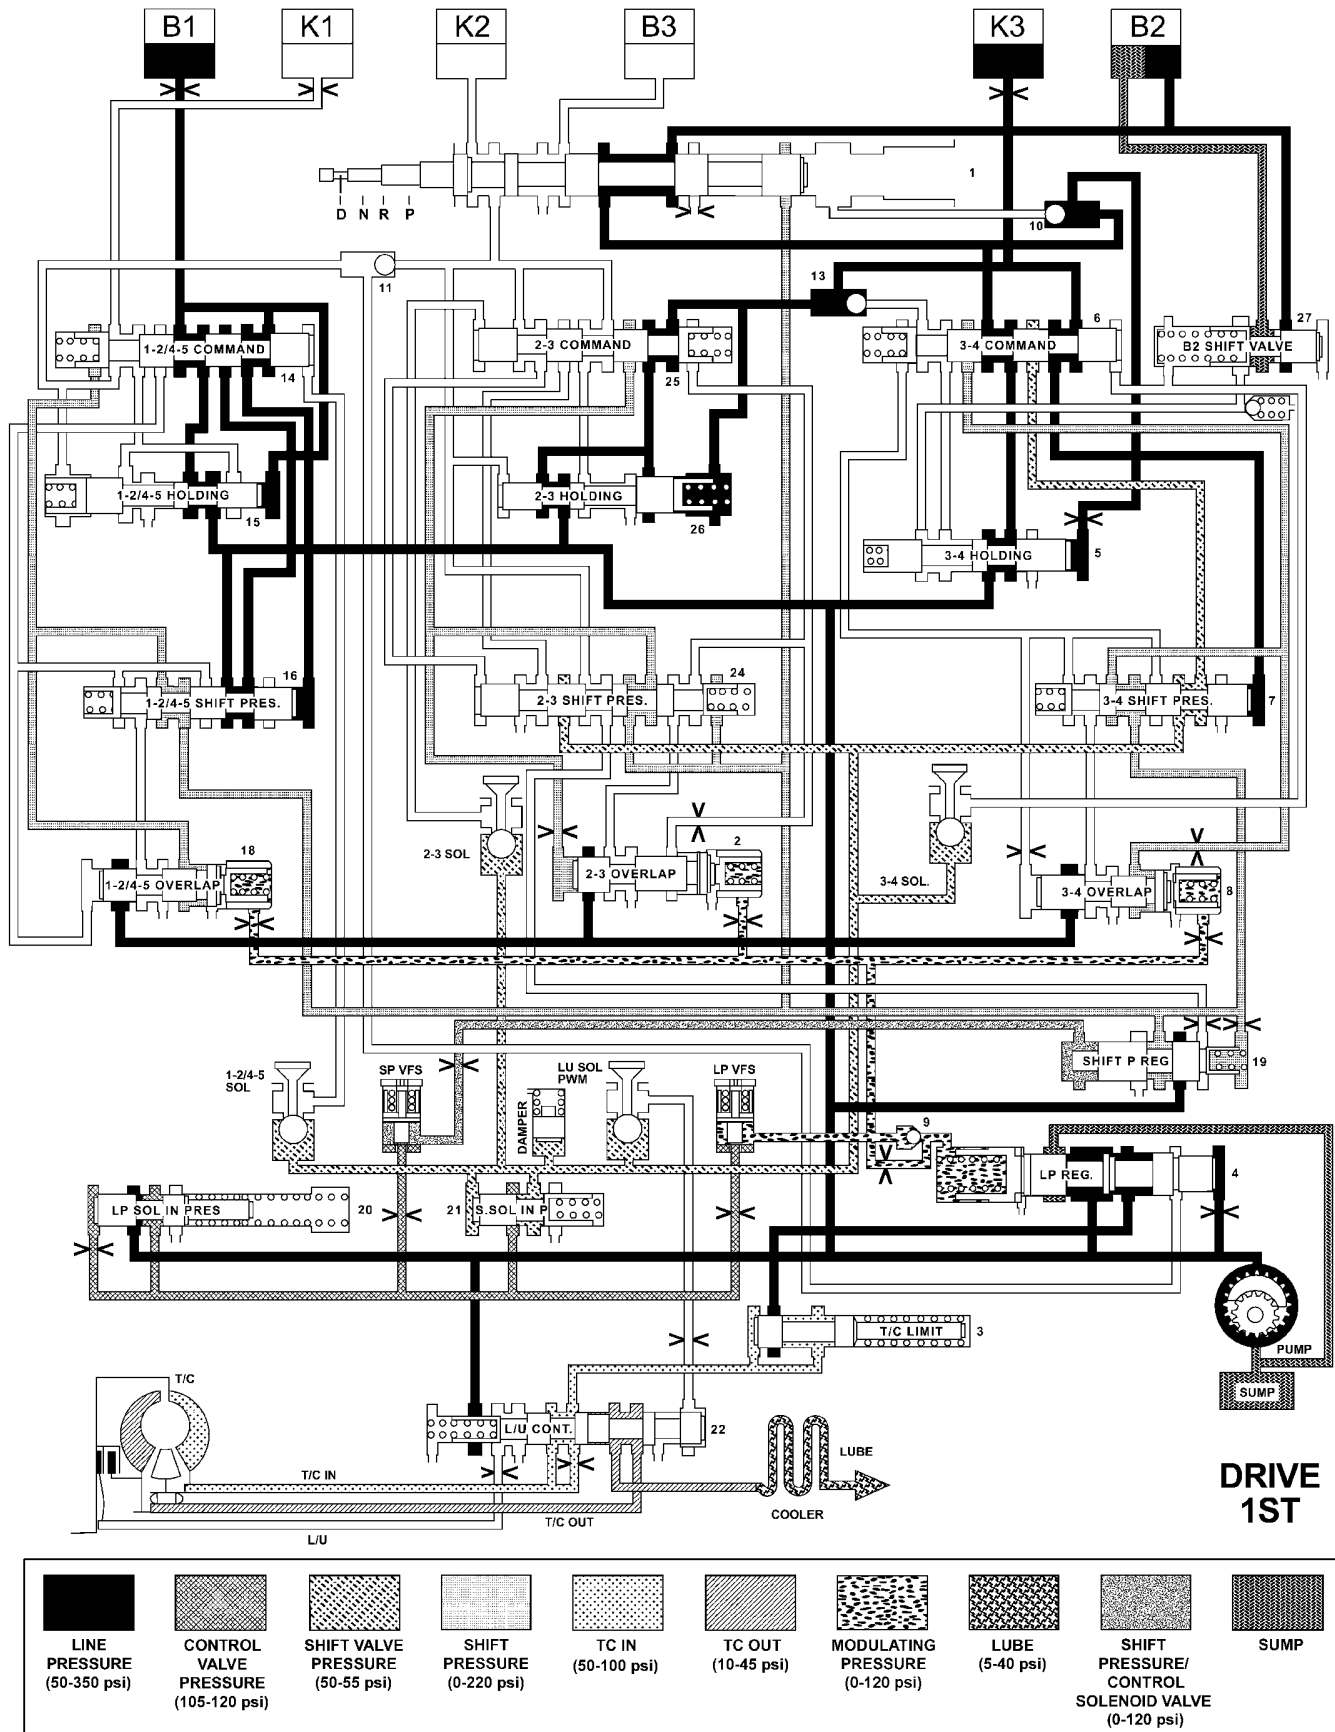 B1 K1 K2 B3 K3 B2
1
D N R P
10
11
13
6
27
1-2/4-5 COMMAND
2-3 COMMAND
3-4 COMMAND
B2 SHIFT VALVE
14
25
1-2/4-5 HOLDING
2-3 HOLDING
15
26
3-4 HOLDING
5
16
24
1-2/4-5 SHIFT PRES.
2-3 SHIFT PRES.
3-4 SHIFT PRES.
7
2-3 SOL
18
2
1-2/4-5 OVERLAP
2-3 OVERLAP
3-4 SOL.
3-4 OVERLAP
8
SHIFT P REG
19
1-2/4-5
SOL
SP VFS
LU SOL
PWM
LP VFS
DAMPER
9
LP REG.
4
LP SOL IN PRES
20
21
S.SOL IN P
T/C LIMIT
3
PUMP
SUMP
T/C
L/U CONT.
22
LUBE
T/C IN
COOLER
T/C OUT
L/U
DRIVE
1ST
LINE
PRESSURE
(50-350 psi)
CONTROL
VALVE
PRESSURE
(105-120 psi)
SHIFT VALVE
PRESSURE
(50-55 psi)
SHIFT
PRESSURE
(0-220 psi)
TC IN
(50-100 psi)
TC OUT
(10-45 psi)
MODULATING
PRESSURE
(0-120 psi)
LUBE
(5-40 psi)
SHIFT
PRESSURE/
CONTROL
SOLENOID VALVE
(0-120 psi)
SUMP